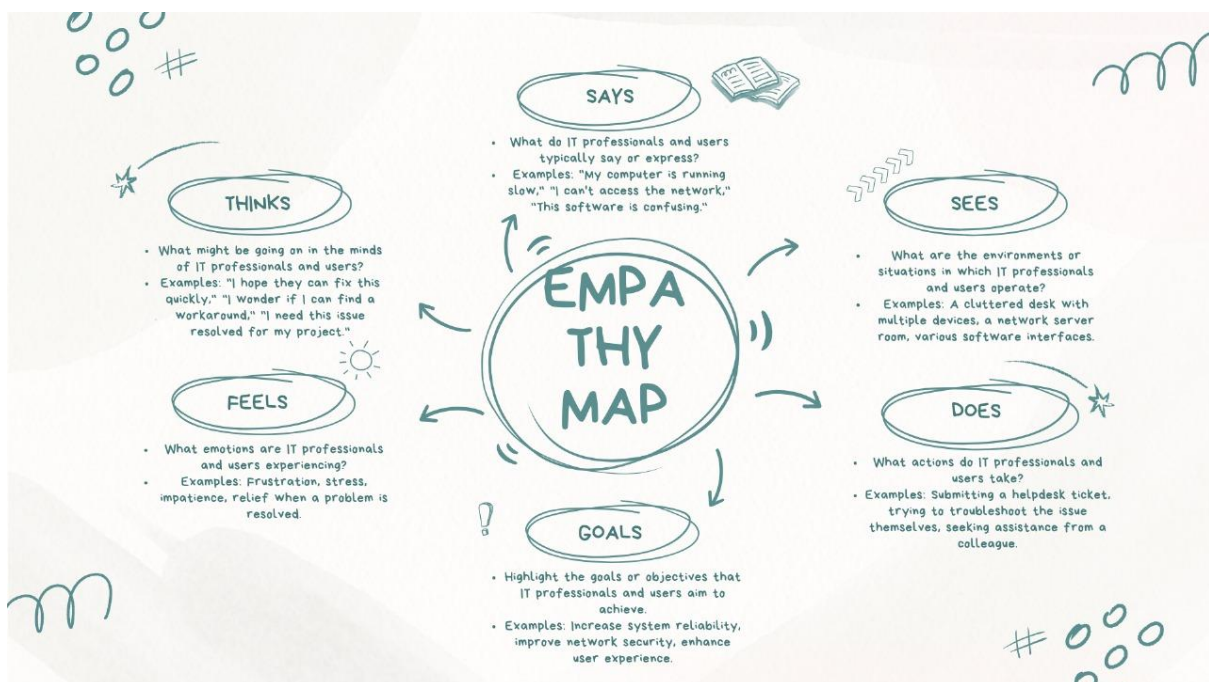 EMPA
THY
MAP
SAYS
• What do IT professionals and users
typically say or express?
• Examples: "My computer is running
slow," "I can't access the network,"
"This software is confusing."
THINKS
• What might be going on in the minds
of IT professionals and users?
• Examples: "I hope they can fix this
quickly," "I wonder if I can find a
workaround," "I need this issue
resolved for my project."
SEES
• What are the environments or
situations in which IT professionals
and users operate?
• Examples: A cluttered desk with
multiple devices, a network server
room, various software interfaces.
FEELS
• What emotions are IT professionals
and users experiencing?
• Examples: Frustration, stress,
impatience, relief when a problem is
resolved.
DOES
• What actions do IT professionals and
users take?
• Examples: Submitting a helpdesk ticket,
trying to troubleshoot the issue
themselves, seeking assistance from a
colleague.
GOALS
• Highlight the goals or objectives that
IT professionals and users aim to
achieve.
• Examples: Increase system reliability,
improve network security, enhance
user experience.